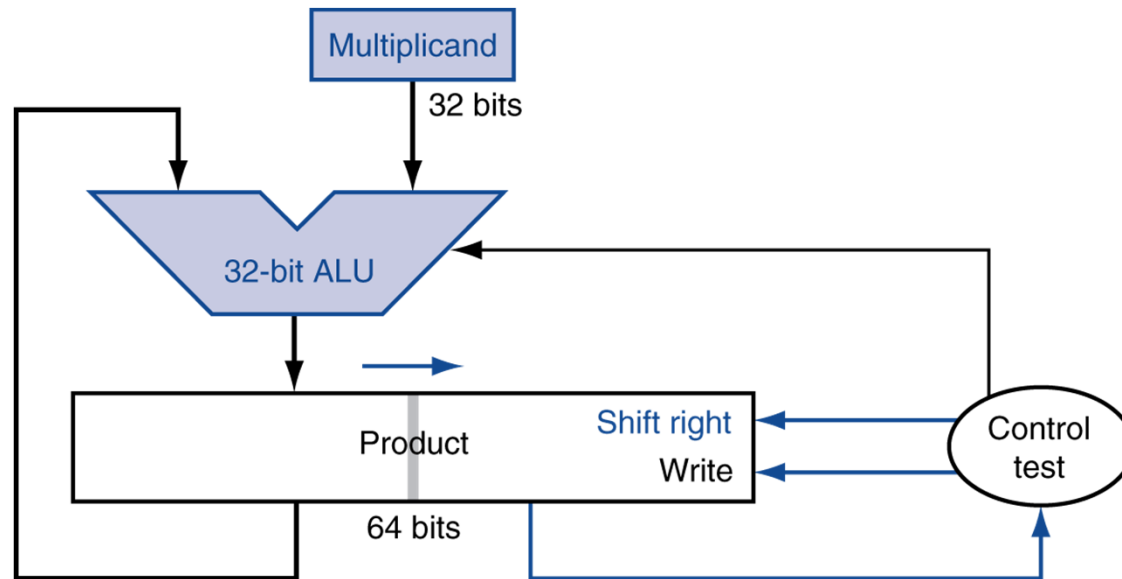 Multiplicand
32 bits
32-bit ALU
Shift right
Product
Write
Control
test
64 bits